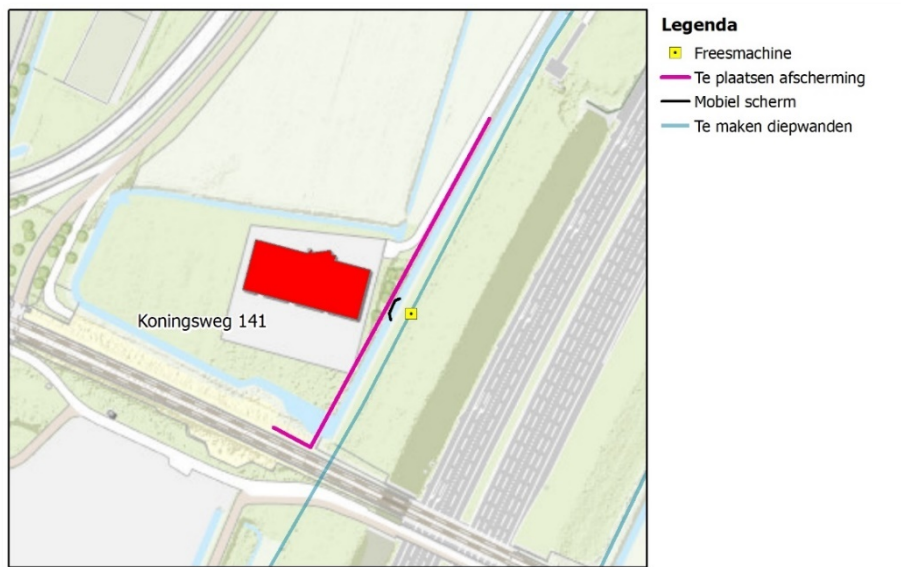 Legenda
Freesmachine
Te plaatsen afscherming
Mobiel scherm
Te maken diepwanden
Koningsweg 141